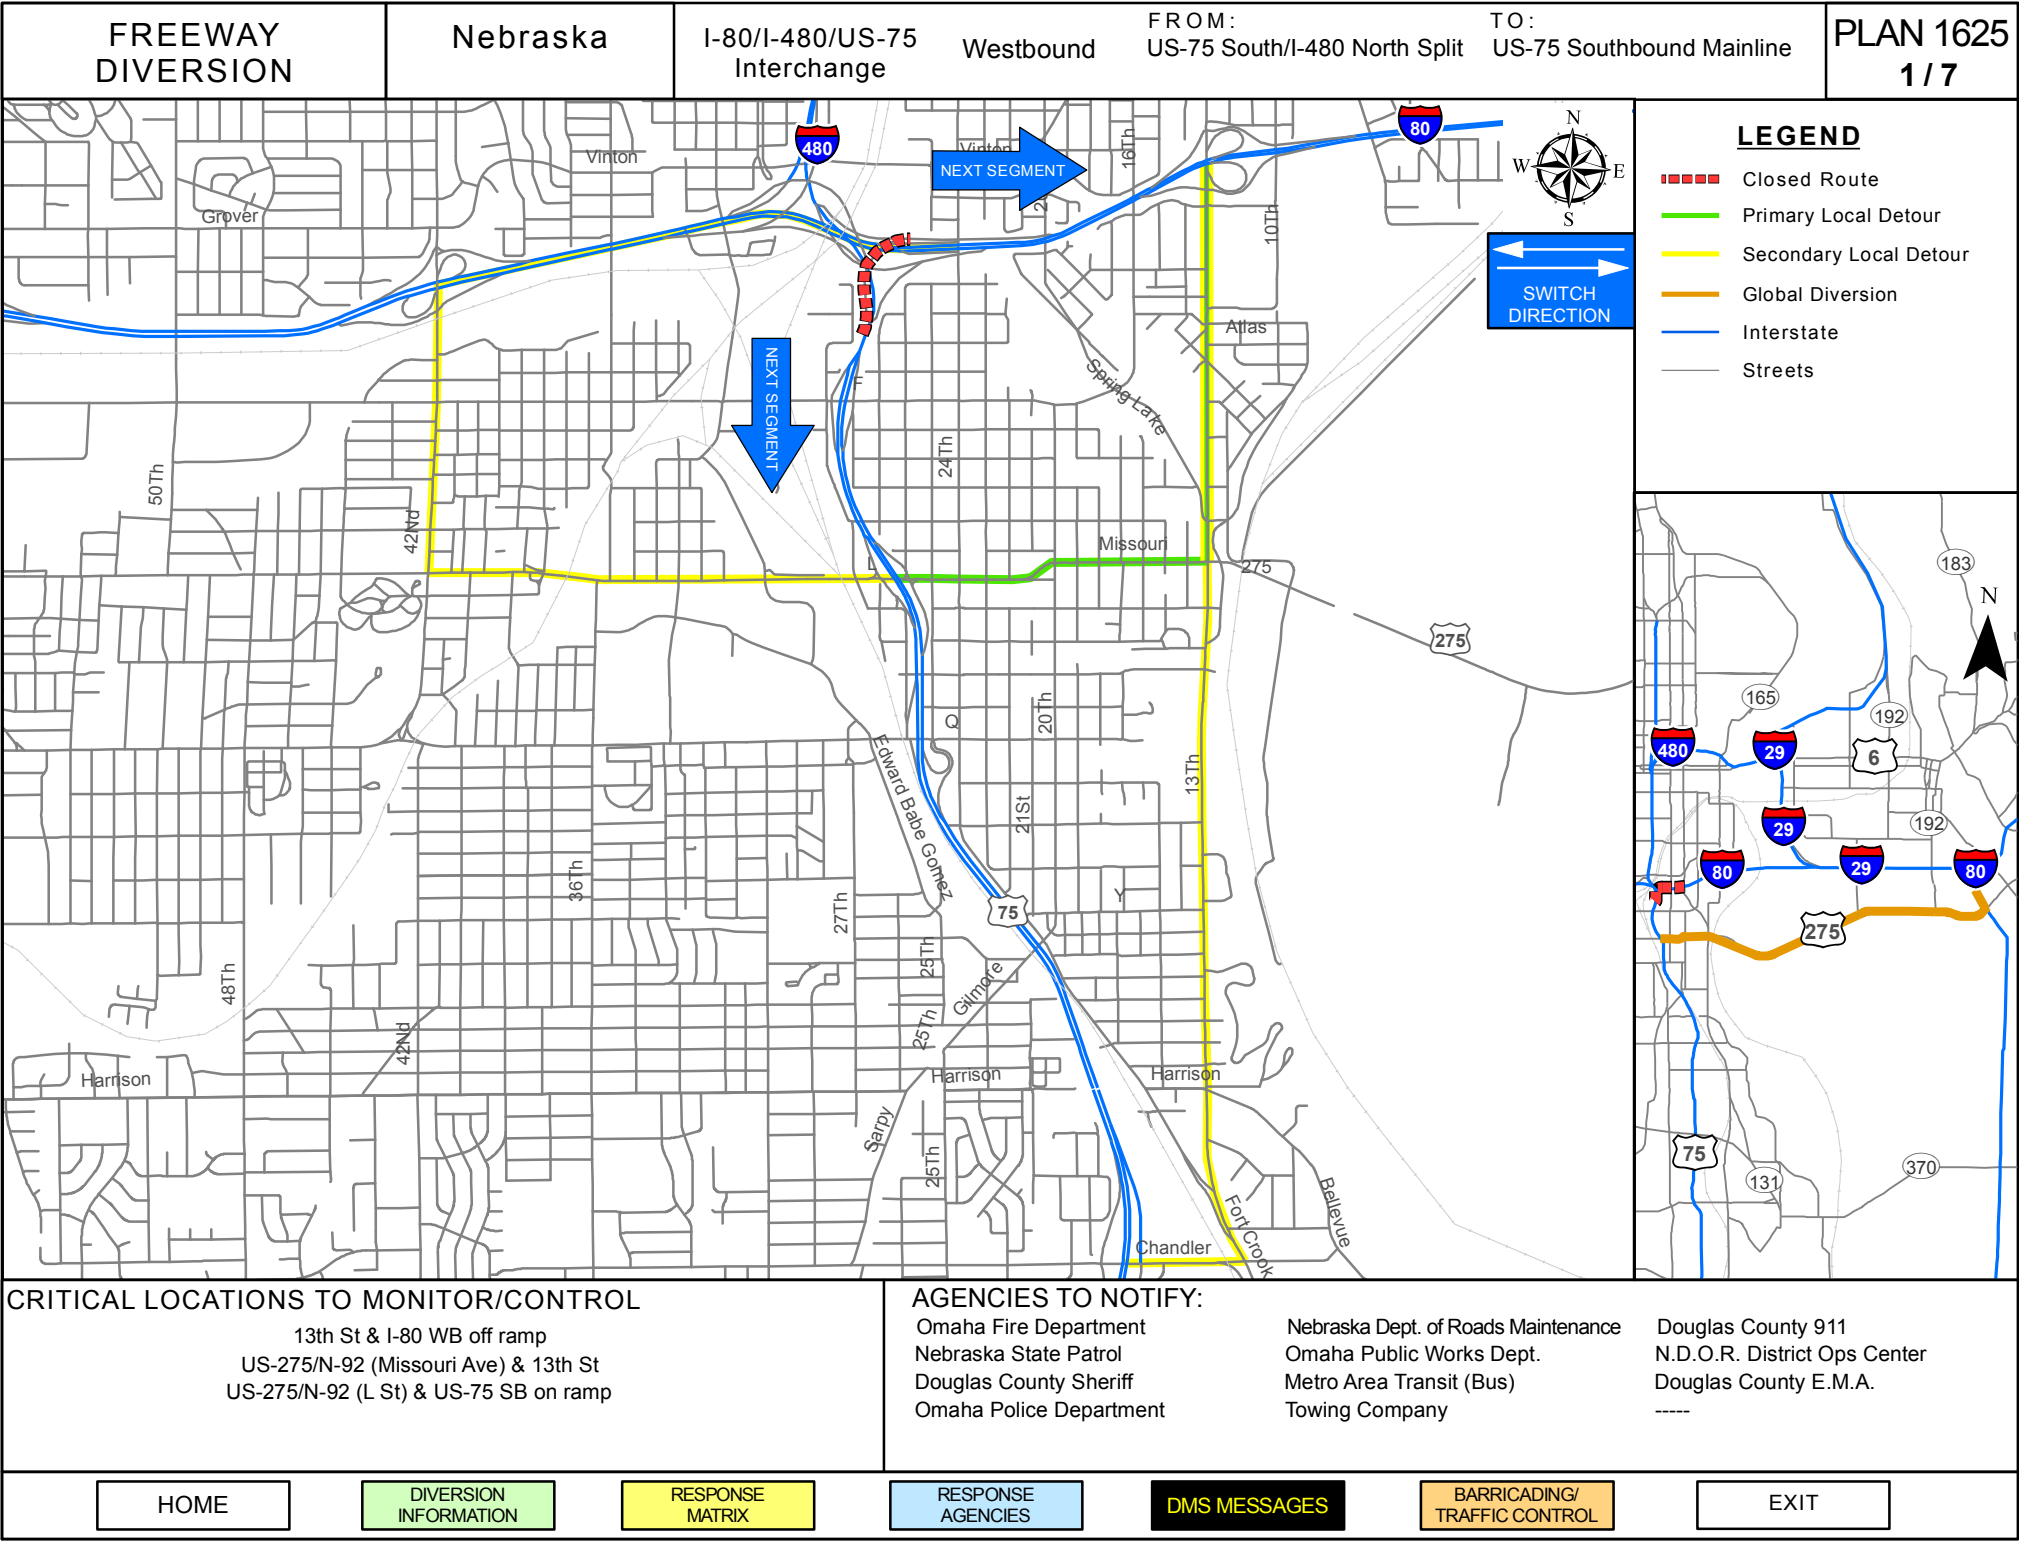 FREEWAY
DIVERSION
Nebraska
I-80/I-480/US-75
Interchange
Westbound
FROM:
US-75 South/I-480 North Split
TO:
US-75 Southbound Mainline
PLAN 1625
1 / 7
480
80
Vinton
Vinton
NEXT SEGMENT
16Th
Grover
10Th
N
W
E
S
SWITCH
DIRECTION
LEGEND
Closed Route
Primary Local Detour
Secondary Local Detour
Global Diversion
Interstate
Streets
Atlas
NEXT SEGMENT
F
Spring Lake
24Th
50Th
42Nd
Missouri
L
275
275
Q
20Th
13Th
Edward Babe Gomez
21St
36Th
27Th
Y
75
25Th
Gilmore
48Th
25Th
42Nd
Harrison
Harrison
Harrison
Sarpy
25Th
Bellevue
Fort Crook
Chandler
183
N
165
192
480
29
6
29
192
80
29
80
275
75
131
370
CRITICAL LOCATIONS TO MONITOR/CONTROL
13th St & I-80 WB off ramp
US-275/N-92 (Missouri Ave) & 13th St
US-275/N-92 (L St) & US-75 SB on ramp
AGENCIES TO NOTIFY:
Omaha Fire Department
Nebraska State Patrol
Douglas County Sheriff
Omaha Police Department
Nebraska Dept. of Roads Maintenance
Omaha Public Works Dept.
Metro Area Transit (Bus)
Towing Company
Douglas County 911
N.D.O.R. District Ops Center
Douglas County E.M.A.
-----
HOME
DIVERSION
INFORMATION
RESPONSE
MATRIX
RESPONSE
AGENCIES
DMS MESSAGES
BARRICADING/
TRAFFIC CONTROL
EXIT